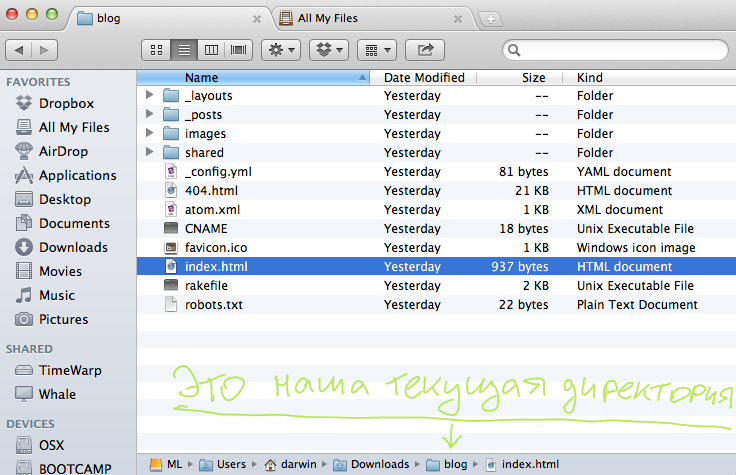 blog All My Files
FAVORITES
Dropbox
All My Files
AirDrop
Applications
Desktop
Documents
Downloads
Movies
Music
Pictures
SHARED
TimeWarp
Whale
DEVICES
OSX
BOOTCAMP
Name Date Modified Size Kind
_layouts Yesterday -- Folder
_posts Yesterday -- Folder
images Yesterday -- Folder
shared Yesterday -- Folder
_config.yml Yesterday 81 bytes YAML document
404.html Yesterday 21 KB HTML document
atom.xml Yesterday 1 KB XML document
CNAME Yesterday 18 bytes Unix Executable File
favicon.ico Yesterday 1 KB Windows icon image
index.html Yesterday 937 bytes HTML document
rakefile Yesterday 2 KB Unix Executable File
robots.txt Yesterday 22 bytes Plain Text Document
Это наша текущая директория
ML Users darwin Downloads blog index.html